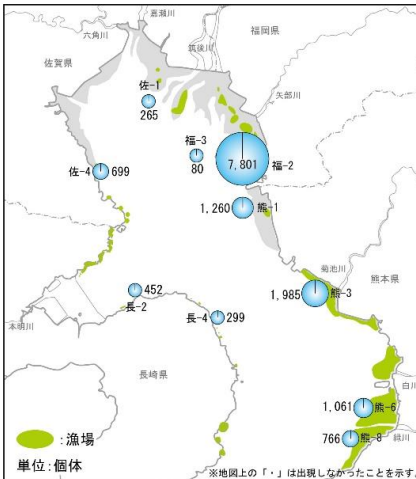 嘉瀬川
六角川
福岡県
筑後川
佐賀県
佐-1
265
矢部川
福-3
80
7,801
福-2
佐-4
699
1,260
熊-1
菊池川
熊本県
452
長-2
1,985
熊-3
長-4
299
本明川
長崎県
白川
1,061
熊-6
766
熊-8
緑川
:漁場
単位:個体
※地図上の「・」は出現しなかったことを示す。